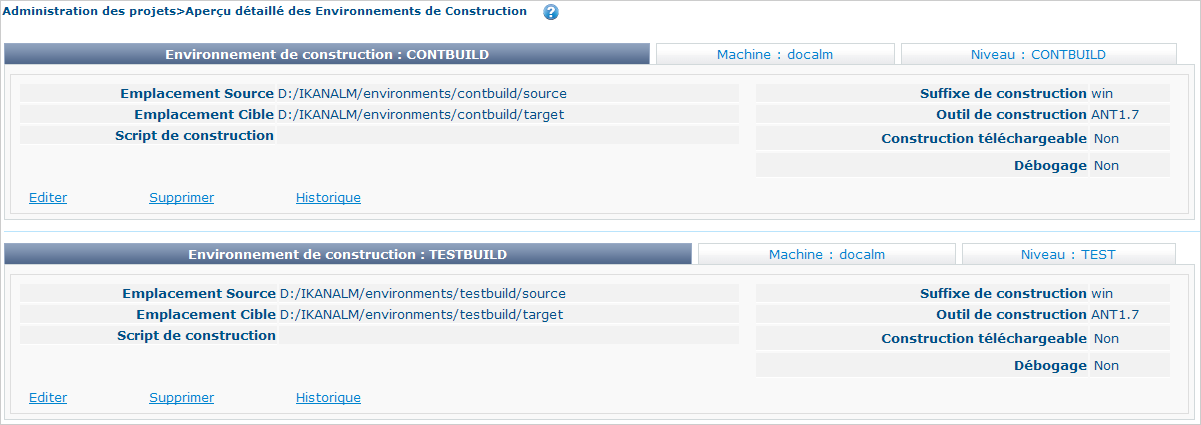 Administration des projets>Aperçu détaillé des Environnements de Construction ?
Environnement de construction : CONTBUILD Machine : docalm Niveau : CONTBUILD
Emplacement Source D:/IKANALM/environments/contbuild/source Suffixe de construction win
Emplacement Cible D:/IKANALM/environments/contbuild/target Outil de construction ANT1.7
Script de construction Construction téléchargeable Non
Débogage Non
Editer Supprimer Historique
Environnement de construction : TESTBUILD Machine : docalm Niveau : TEST
Emplacement Source D:/IKANALM/environments/testbuild/source Suffixe de construction win
Emplacement Cible D:/IKANALM/environments/testbuild/target Outil de construction ANT1.7
Script de construction Construction téléchargeable Non
Débogage Non
Editer Supprimer Historique